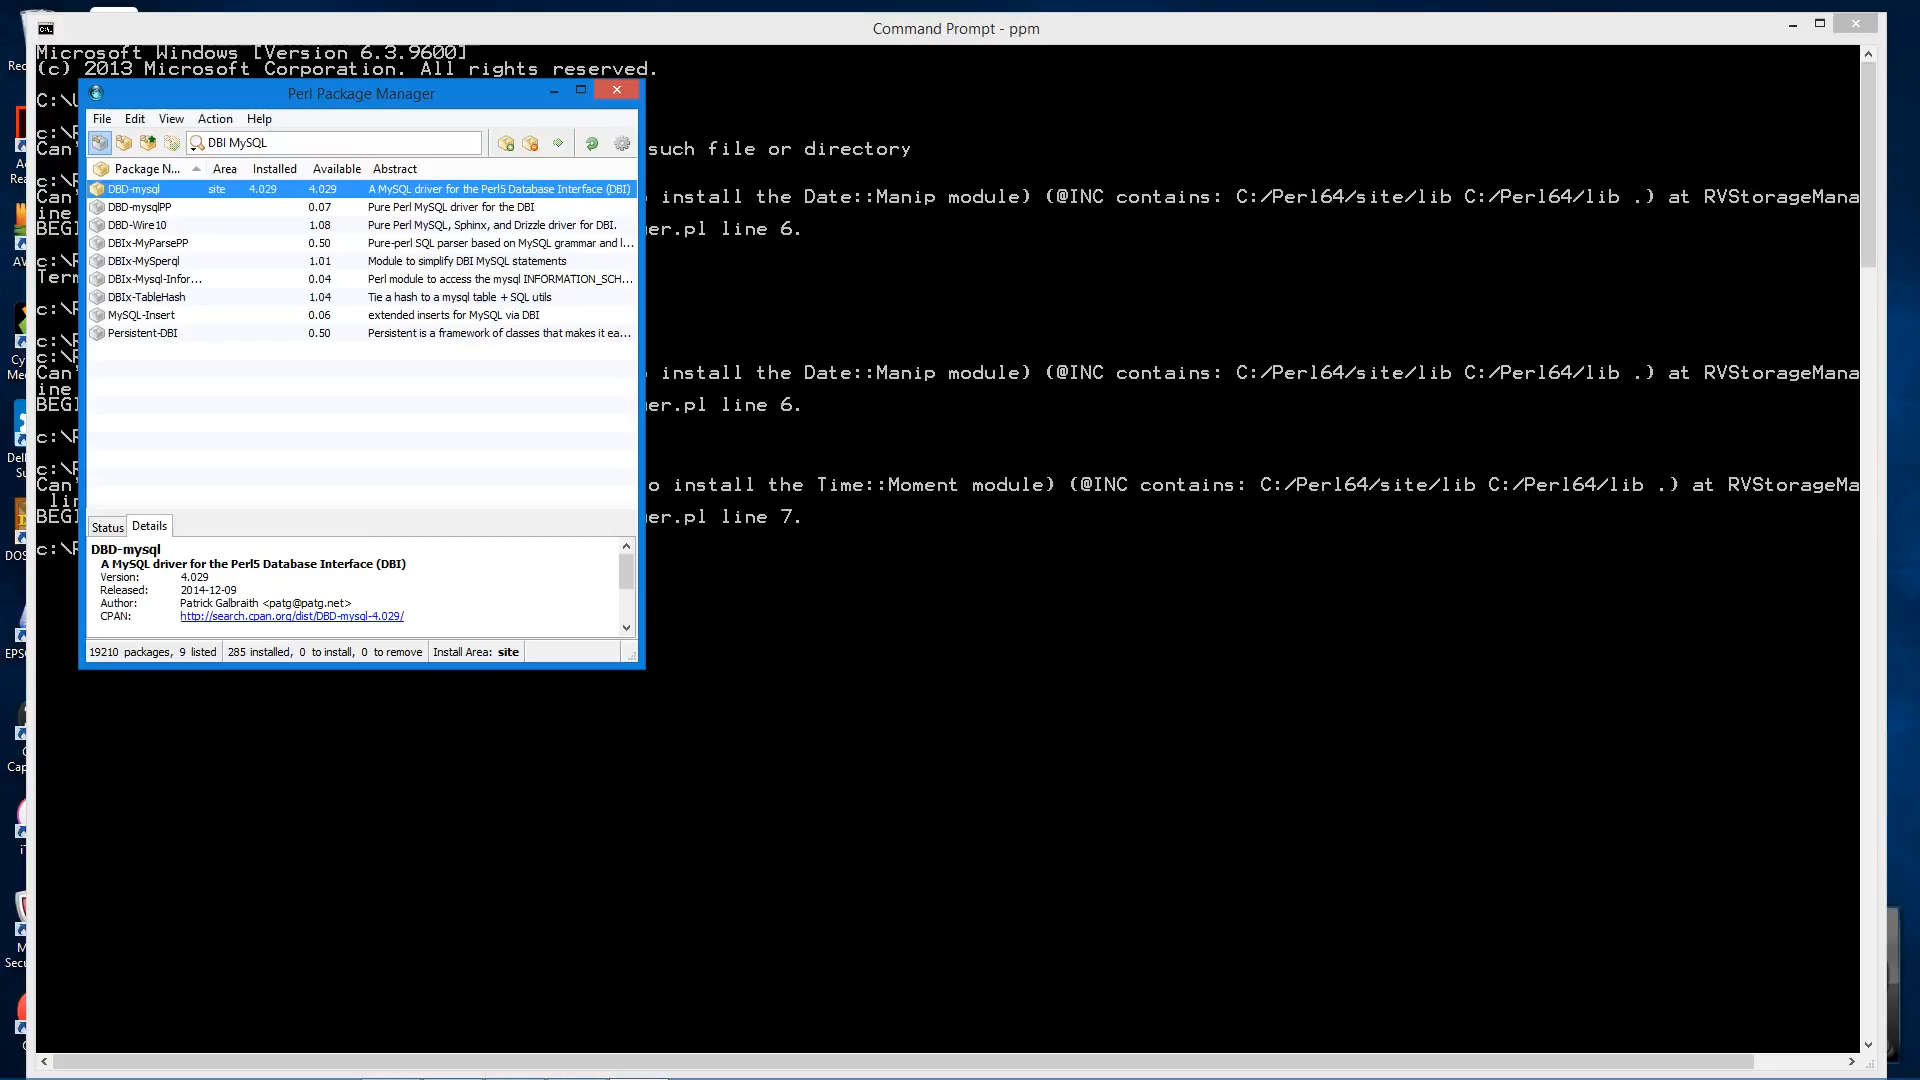 Command Prompt - ppm
Microsoft Windows [Version 6.3.9600]
(c) 2013 Microsoft Corporation. All rights reserved.
Perl Package Manager
File Edit View Action Help
DBI MySQL
such file or directory
Package N... Area Installed Available Abstract
DBD-mysql site 4.029 4.029 A MySQL driver for the Perl5 Database Interface (DBI)
install the Date::Manip module) (@INC contains: C:/Perl64/site/lib C:/Perl64/lib .) at RVStorageMana
DBD-mysqlPP 0.07 Pure Perl MySQL driver for the DBI
DBD-Wire10 1.08 Pure Perl MySQL, Sphinx, and Drizzle driver for DBI.
er.pl line 6.
DBIx-MyParsePP 0.50 Pure-perl SQL parser based on MySQL grammar and l...
DBIx-MySperql 1.01 Module to simplify DBI MySQL statements
DBIx-Mysql-Infor... 0.04 Perl module to access the mysql INFORMATION_SCH...
DBIx-TableHash 1.04 Tie a hash to a mysql table + SQL utils
MySQL-Insert 0.06 extended inserts for MySQL via DBI
Persistent-DBI 0.50 Persistent is a framework of classes that makes it ea...
install the Date::Manip module) (@INC contains: C:/Perl64/site/lib C:/Perl64/lib .) at RVStorageMana
er.pl line 6.
o install the Time::Moment module) (@INC contains: C:/Perl64/site/lib C:/Perl64/lib .) at RVStorageMa
er.pl line 7.
Status Details
DBD-mysql
A MySQL driver for the Perl5 Database Interface (DBI)
Version: 4.029
Released: 2014-12-09
Author: Patrick Galbraith <patg@patg.net>
CPAN: http://search.cpan.org/dist/DBD-mysql-4.029/
19210 packages, 9 listed 285 installed, 0 to install, 0 to remove Install Area: site